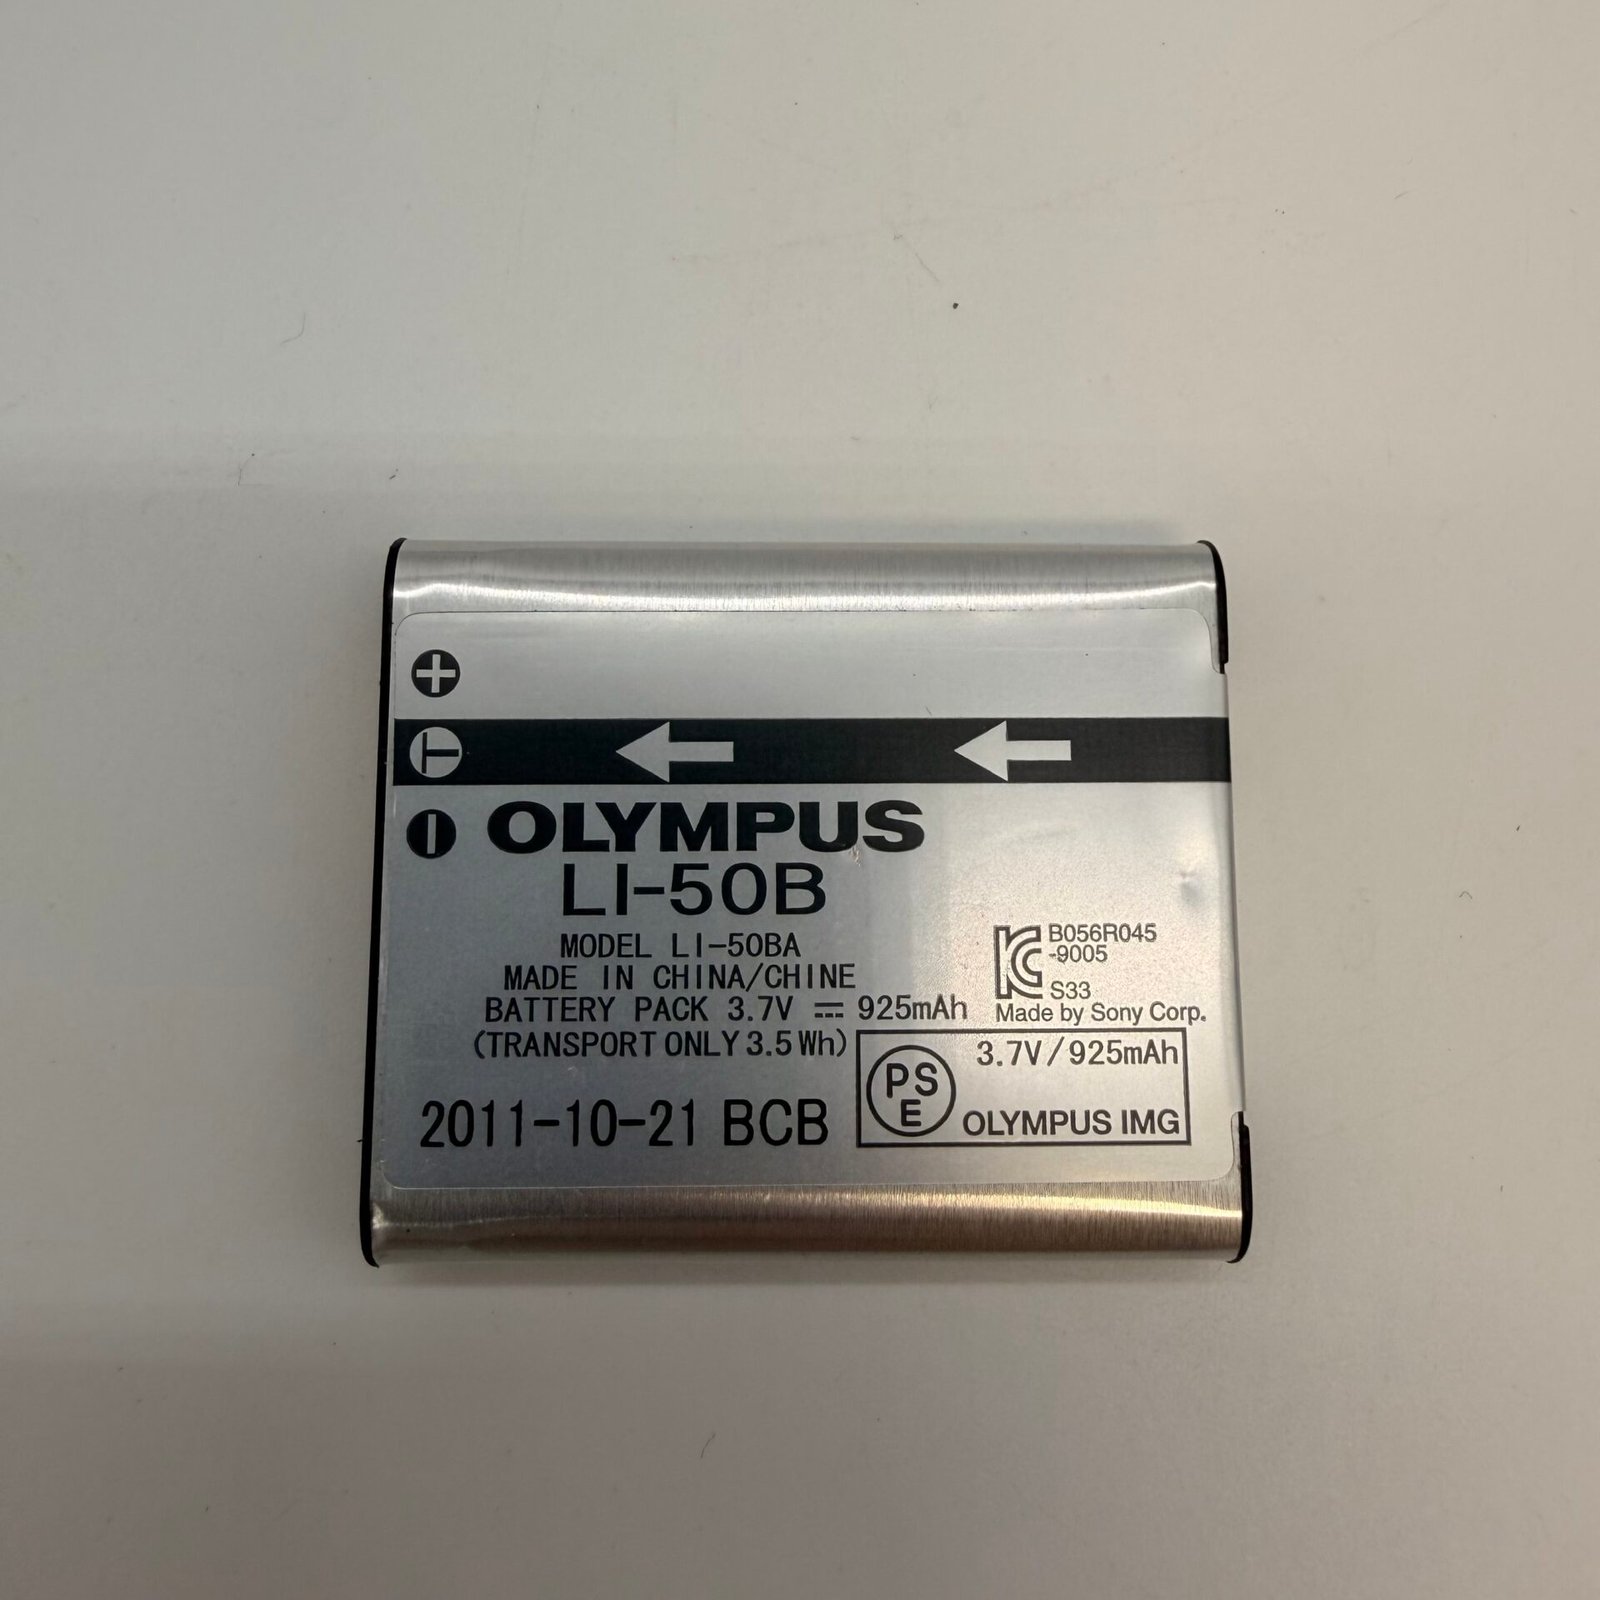 OLYMPUS
LI-50B
MODEL LI-50BA
MADE IN CHINA/CHINE
BATTERY PACK 3.7V ⎓ 925mAh
(TRANSPORT ONLY 3.5 Wh)
2011-10-21 BCB
B056R045
-9005
S33
Made by Sony Corp.
3.7V/925mAh
PS
E
OLYMPUS IMG